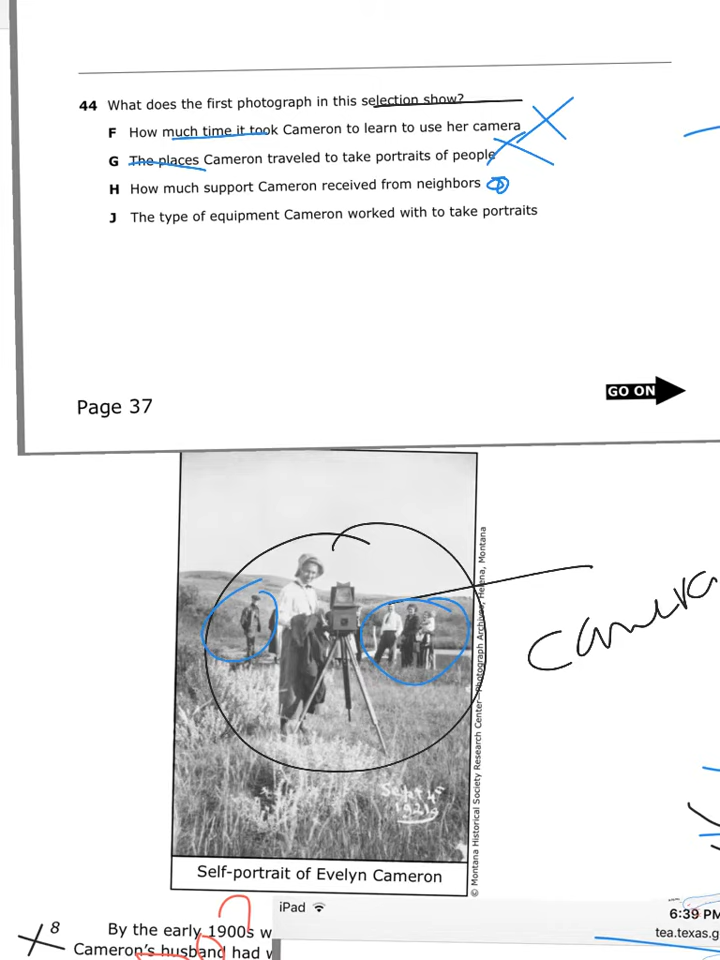 44 What does the first photograph in this selection show?
F How much time it took Cameron to learn to use her camera
G The places Cameron traveled to take portraits of people
H How much support Cameron received from neighbors
J The type of equipment Cameron worked with to take portraits
GO ON
Page 37
© Montana Historical Society Research Center—Photograph Archives, Helena, Montana
camera
Sept 4
Self-portrait of Evelyn Cameron
8 By the early 1900s w
Cameron's husband had
iPad
6:39 PM
tea.texas.g